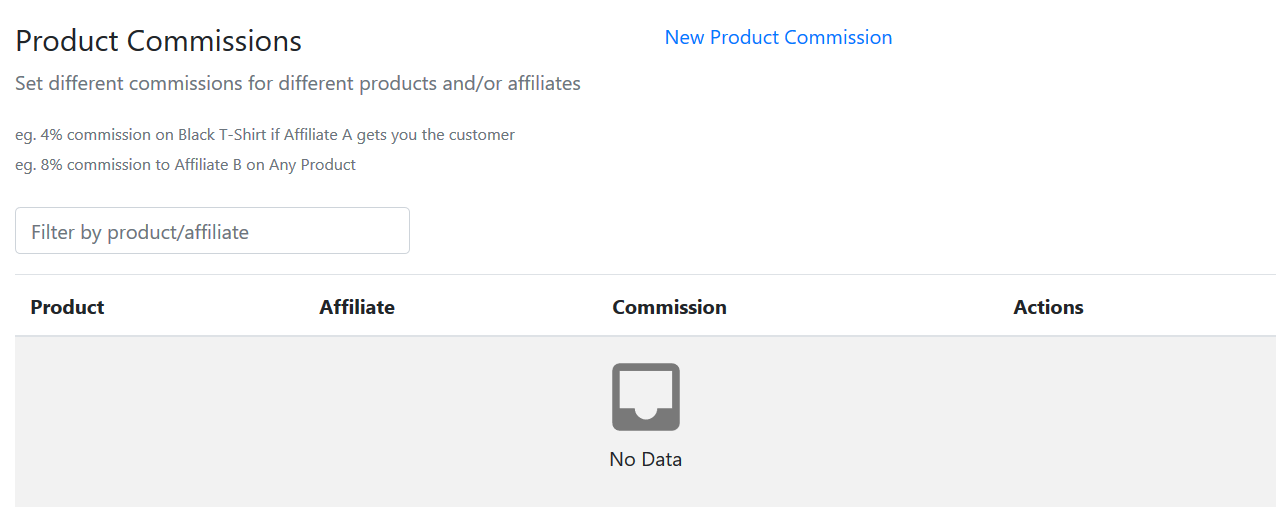 Product Commissions
New Product Commission
Set different commissions for different products and/or affiliates
eg. 4% commission on Black T-Shirt if Affiliate A gets you the customer
eg. 8% commission to Affiliate B on Any Product
Filter by product/affiliate
Product Affiliate Commission Actions
No Data